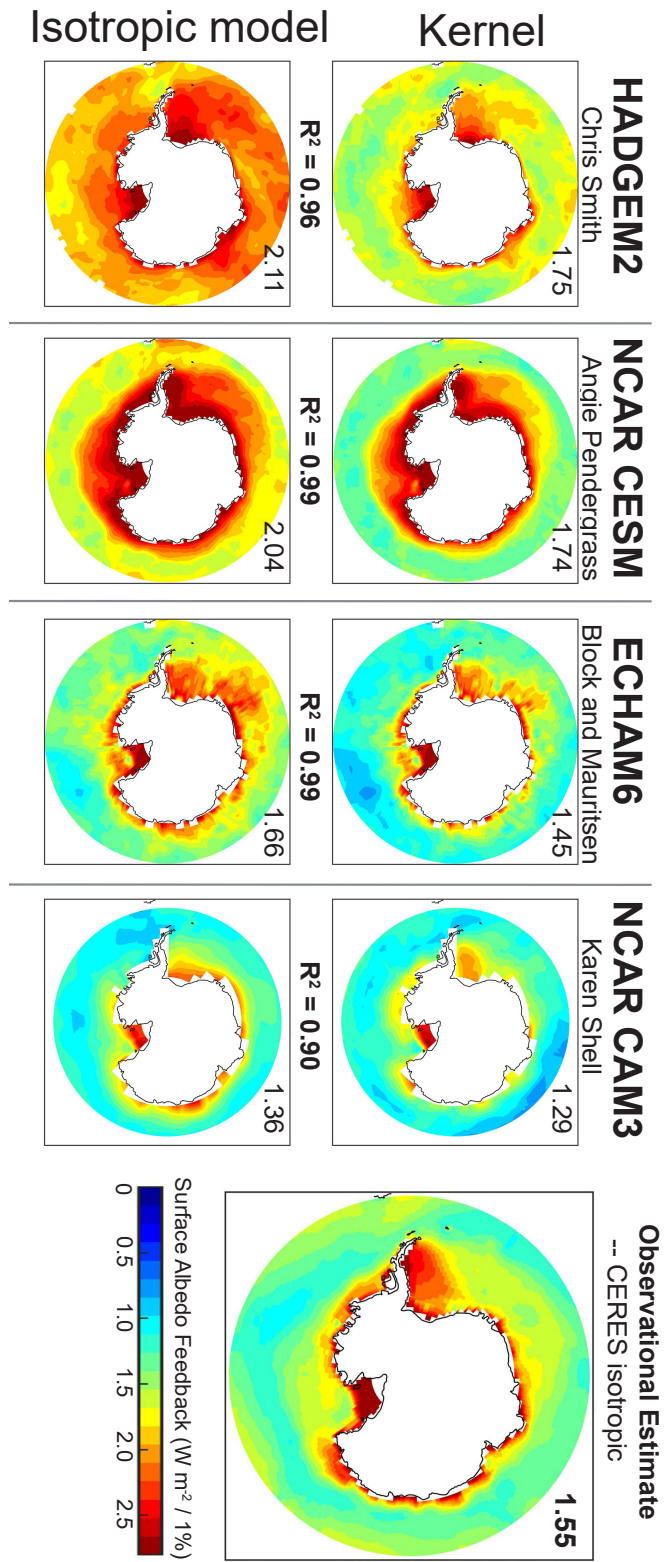 HADGEM2
Chris Smith
NCAR CESM
Angie Pendergrass
ECHAM6
Block and Mauritsen
NCAR CAM3
Karen Shell
Observational Estimate
-- CERES isotropic
Kernel
1.75
1.74
1.45
1.29
1.55
R² = 0.96
R² = 0.99
R² = 0.99
R² = 0.90
Isotropic model
2.11
2.04
1.66
1.36
Surface Albedo Feedback (W m⁻² / 1%)
0
0.5
1.0
1.5
2.0
2.5